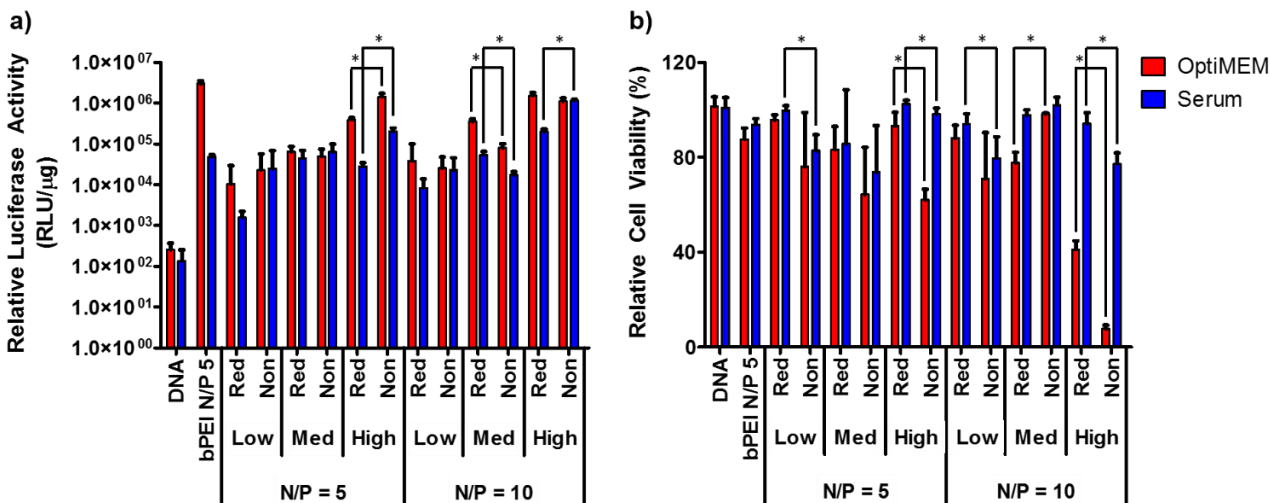 a)
Relative Luciferase Activity
(RLU/µg)
1.0×10⁰⁷
1.0×10⁰⁶
1.0×10⁰⁵
1.0×10⁰⁴
1.0×10⁰³
1.0×10⁰²
1.0×10⁰¹
1.0×10⁰⁰
* * * * *
DNA
bPEI N/P 5
Red Non Red Non Red Non Red Non Red Non Red Non
Low Med High Low Med High
N/P = 5 N/P = 10
b)
Relative Cell Viability (%)
120
80
40
0
* * * * * * *
DNA
bPEI N/P 5
Red Non Red Non Red Non Red Non Red Non Red Non
Low Med High Low Med High
N/P = 5 N/P = 10
OptiMEM
Serum